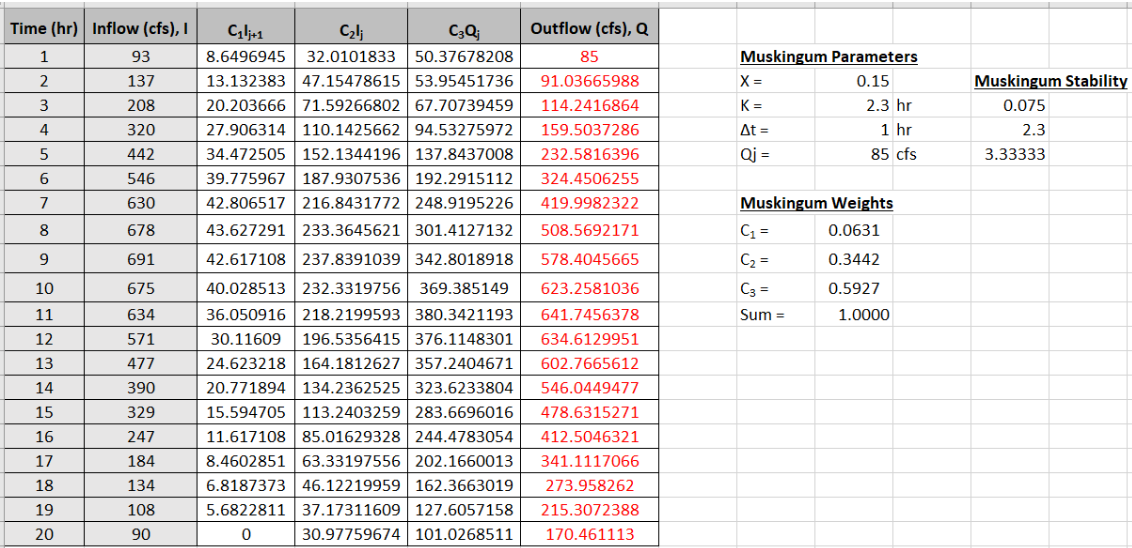 Time (hr) Inflow (cfs), I C₁Iⱼ₊₁ C₂Iⱼ C₃Qⱼ Outflow (cfs), Q
1 93 8.6496945 32.0101833 50.37678208 85 Muskingum Parameters
2 137 13.132383 47.15478615 53.95451736 91.03665988 X = 0.15 Muskingum Stability
3 208 20.203666 71.59266802 67.70739459 114.2416864 K = 2.3 hr 0.075
4 320 27.906314 110.1425662 94.53275972 159.5037286 Δt = 1 hr 2.3
5 442 34.472505 152.1344196 137.8437008 232.5816396 Qj = 85 cfs 3.33333
6 546 39.775967 187.9307536 192.2915112 324.4506255
7 630 42.806517 216.8431772 248.9195226 419.9982322 Muskingum Weights
8 678 43.627291 233.3645621 301.4127132 508.5692171 C₁ = 0.0631
9 691 42.617108 237.8391039 342.8018918 578.4045665 C₂ = 0.3442
10 675 40.028513 232.3319756 369.385149 623.2581036 C₃ = 0.5927
11 634 36.050916 218.2199593 380.3421193 641.7456378 Sum = 1.0000
12 571 30.11609 196.5356415 376.1148301 634.6129951
13 477 24.623218 164.1812627 357.2404671 602.7665612
14 390 20.771894 134.2362525 323.6233804 546.0449477
15 329 15.594705 113.2403259 283.6696016 478.6315271
16 247 11.617108 85.01629328 244.4783054 412.5046321
17 184 8.4602851 63.33197556 202.1660013 341.1117066
18 134 6.8187373 46.12219959 162.3663019 273.958262
19 108 5.6822811 37.17311609 127.6057158 215.3072388
20 90 0 30.97759674 101.0268511 170.461113